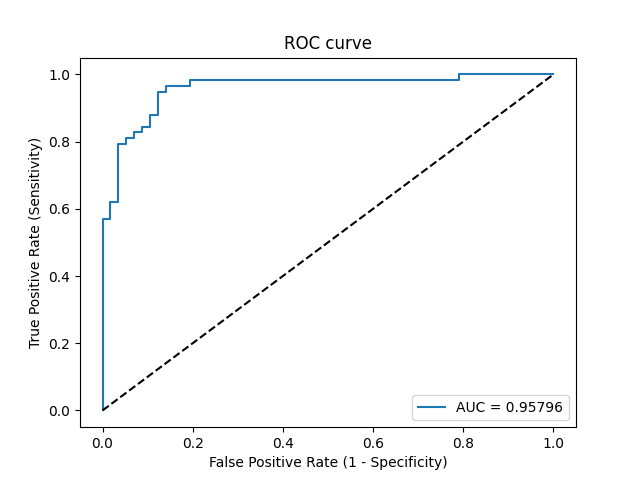 ROC curve
True Positive Rate (Sensitivity)
1.0
0.8
0.6
0.4
0.2
0.0
AUC = 0.95796
0.0 0.2 0.4 0.6 0.8 1.0
False Positive Rate (1 - Specificity)